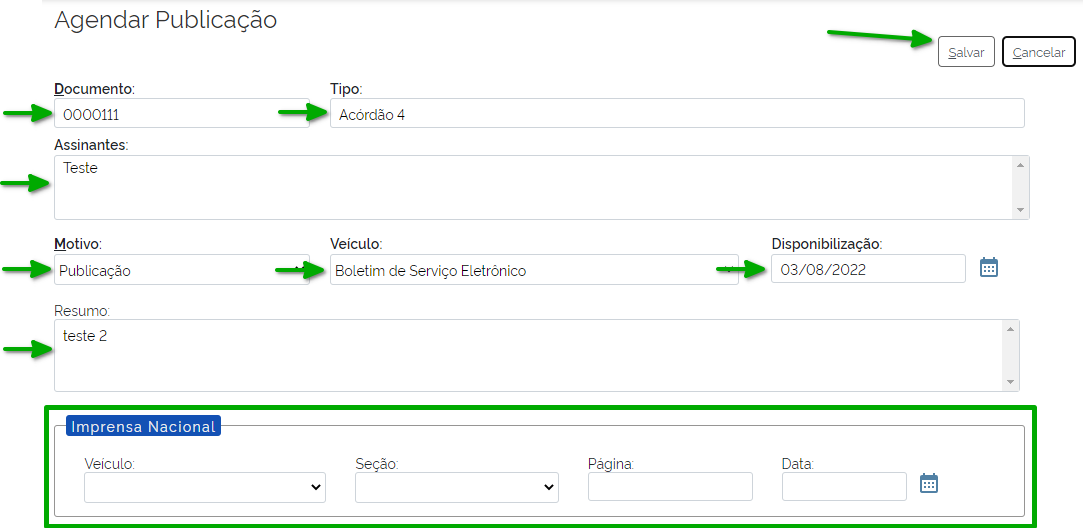 Agendar Publicação
Salvar Cancelar
Documento: Tipo:
0000111 Acórdão 4
Assinantes:
Teste
Motivo: Veículo: Disponibilização:
Publicação Boletim de Serviço Eletrônico 03/08/2022
Resumo:
teste 2
Imprensa Nacional
Veículo: Seção: Página: Data: